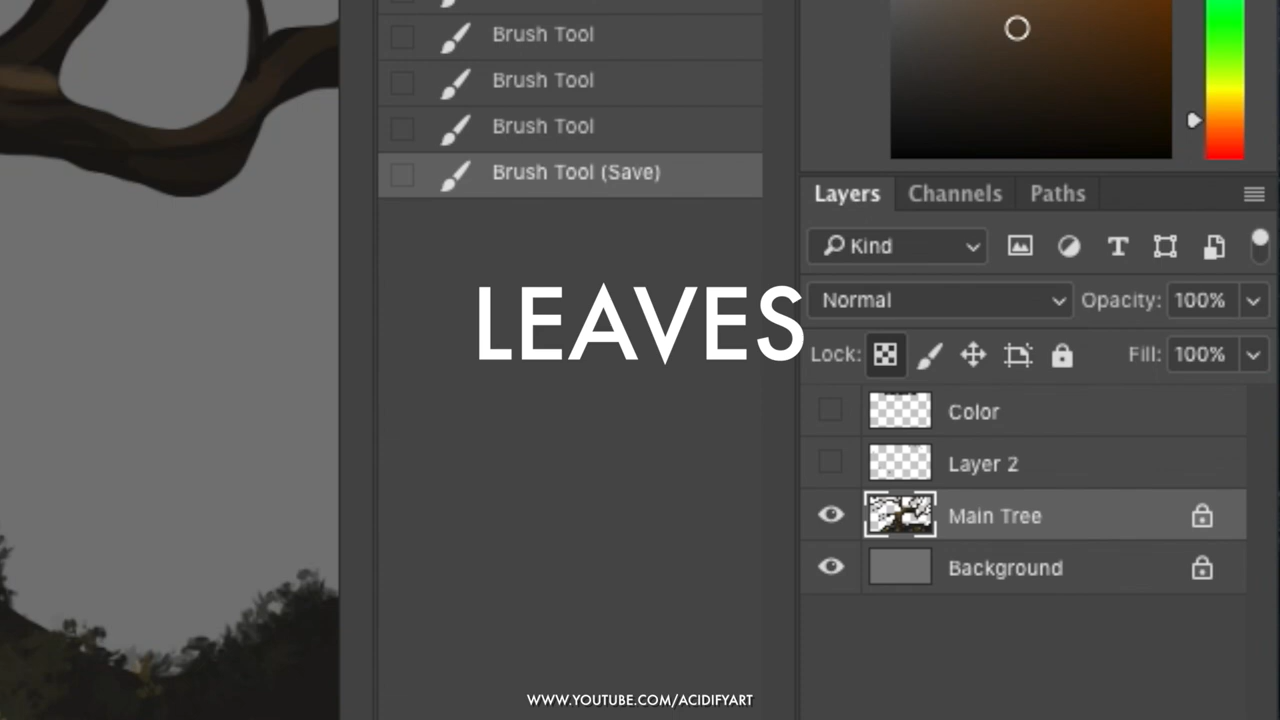 Brush Tool
Brush Tool
Brush Tool
Brush Tool (Save)
Layers Channels Paths
Kind
Normal Opacity: 100%
LEAVES
Lock: Fill: 100%
Color
Layer 2
Main Tree
Background
WWW.YOUTUBE.COM/ACIDIFYART